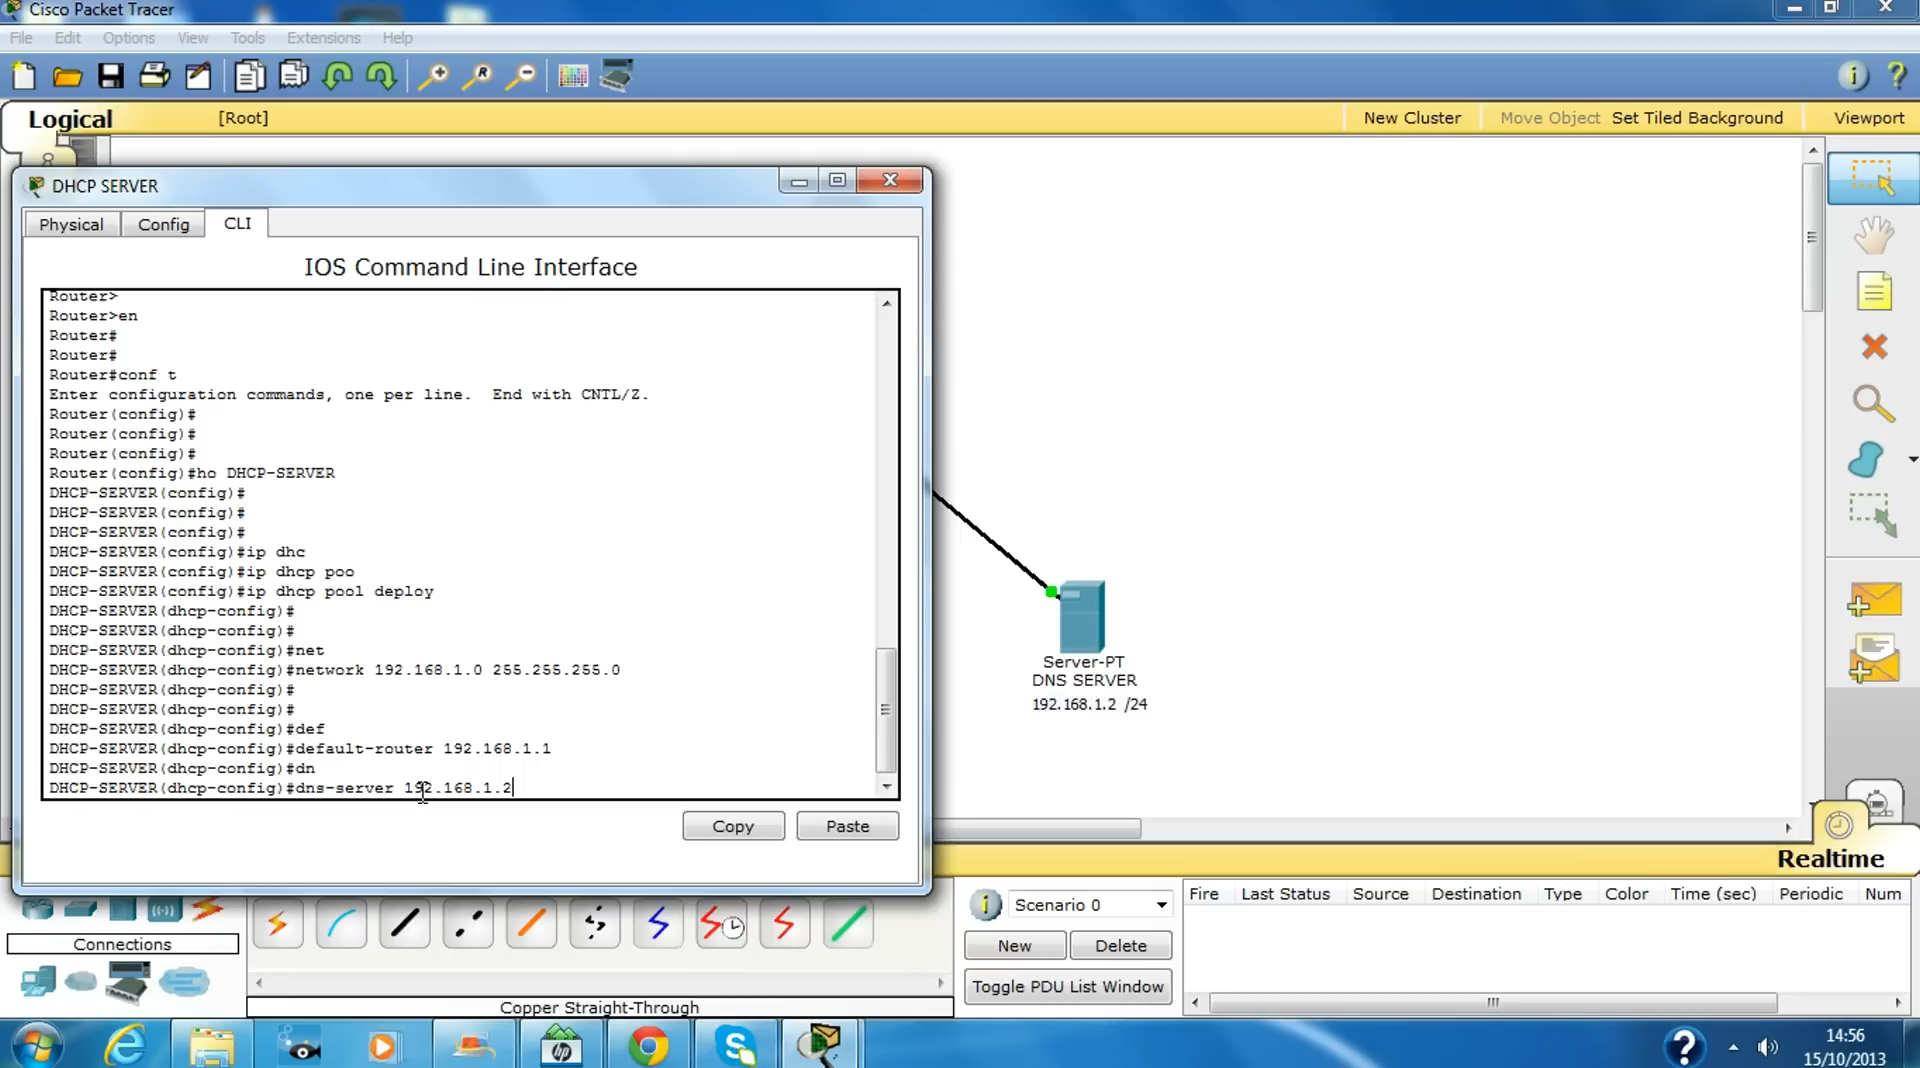 Cisco Packet Tracer
File Edit Options View Tools Extensions Help
Logical [Root] New Cluster Move Object Set Tiled Background Viewport
DHCP SERVER
Physical Config CLI
IOS Command Line Interface
Router>
Router>en
Router#
Router#
Router#conf t
Enter configuration commands, one per line.  End with CNTL/Z.
Router(config)#
Router(config)#
Router(config)#
Router(config)#ho DHCP-SERVER
DHCP-SERVER(config)#
DHCP-SERVER(config)#
DHCP-SERVER(config)#
DHCP-SERVER(config)#ip dhc
DHCP-SERVER(config)#ip dhcp poo
DHCP-SERVER(config)#ip dhcp pool deploy
DHCP-SERVER(dhcp-config)#
DHCP-SERVER(dhcp-config)#
DHCP-SERVER(dhcp-config)#net
DHCP-SERVER(dhcp-config)#network 192.168.1.0 255.255.255.0
DHCP-SERVER(dhcp-config)#
DHCP-SERVER(dhcp-config)#
DHCP-SERVER(dhcp-config)#def
DHCP-SERVER(dhcp-config)#default-router 192.168.1.1
DHCP-SERVER(dhcp-config)#dn
DHCP-SERVER(dhcp-config)#dns-server 192.168.1.2
Copy Paste
Server-PT
DNS SERVER
192.168.1.2 /24
Realtime
Connections
Copper Straight-Through
Scenario 0
New Delete
Toggle PDU List Window
Fire Last Status Source Destination Type Color Time (sec) Periodic Num
14:56
15/10/2013